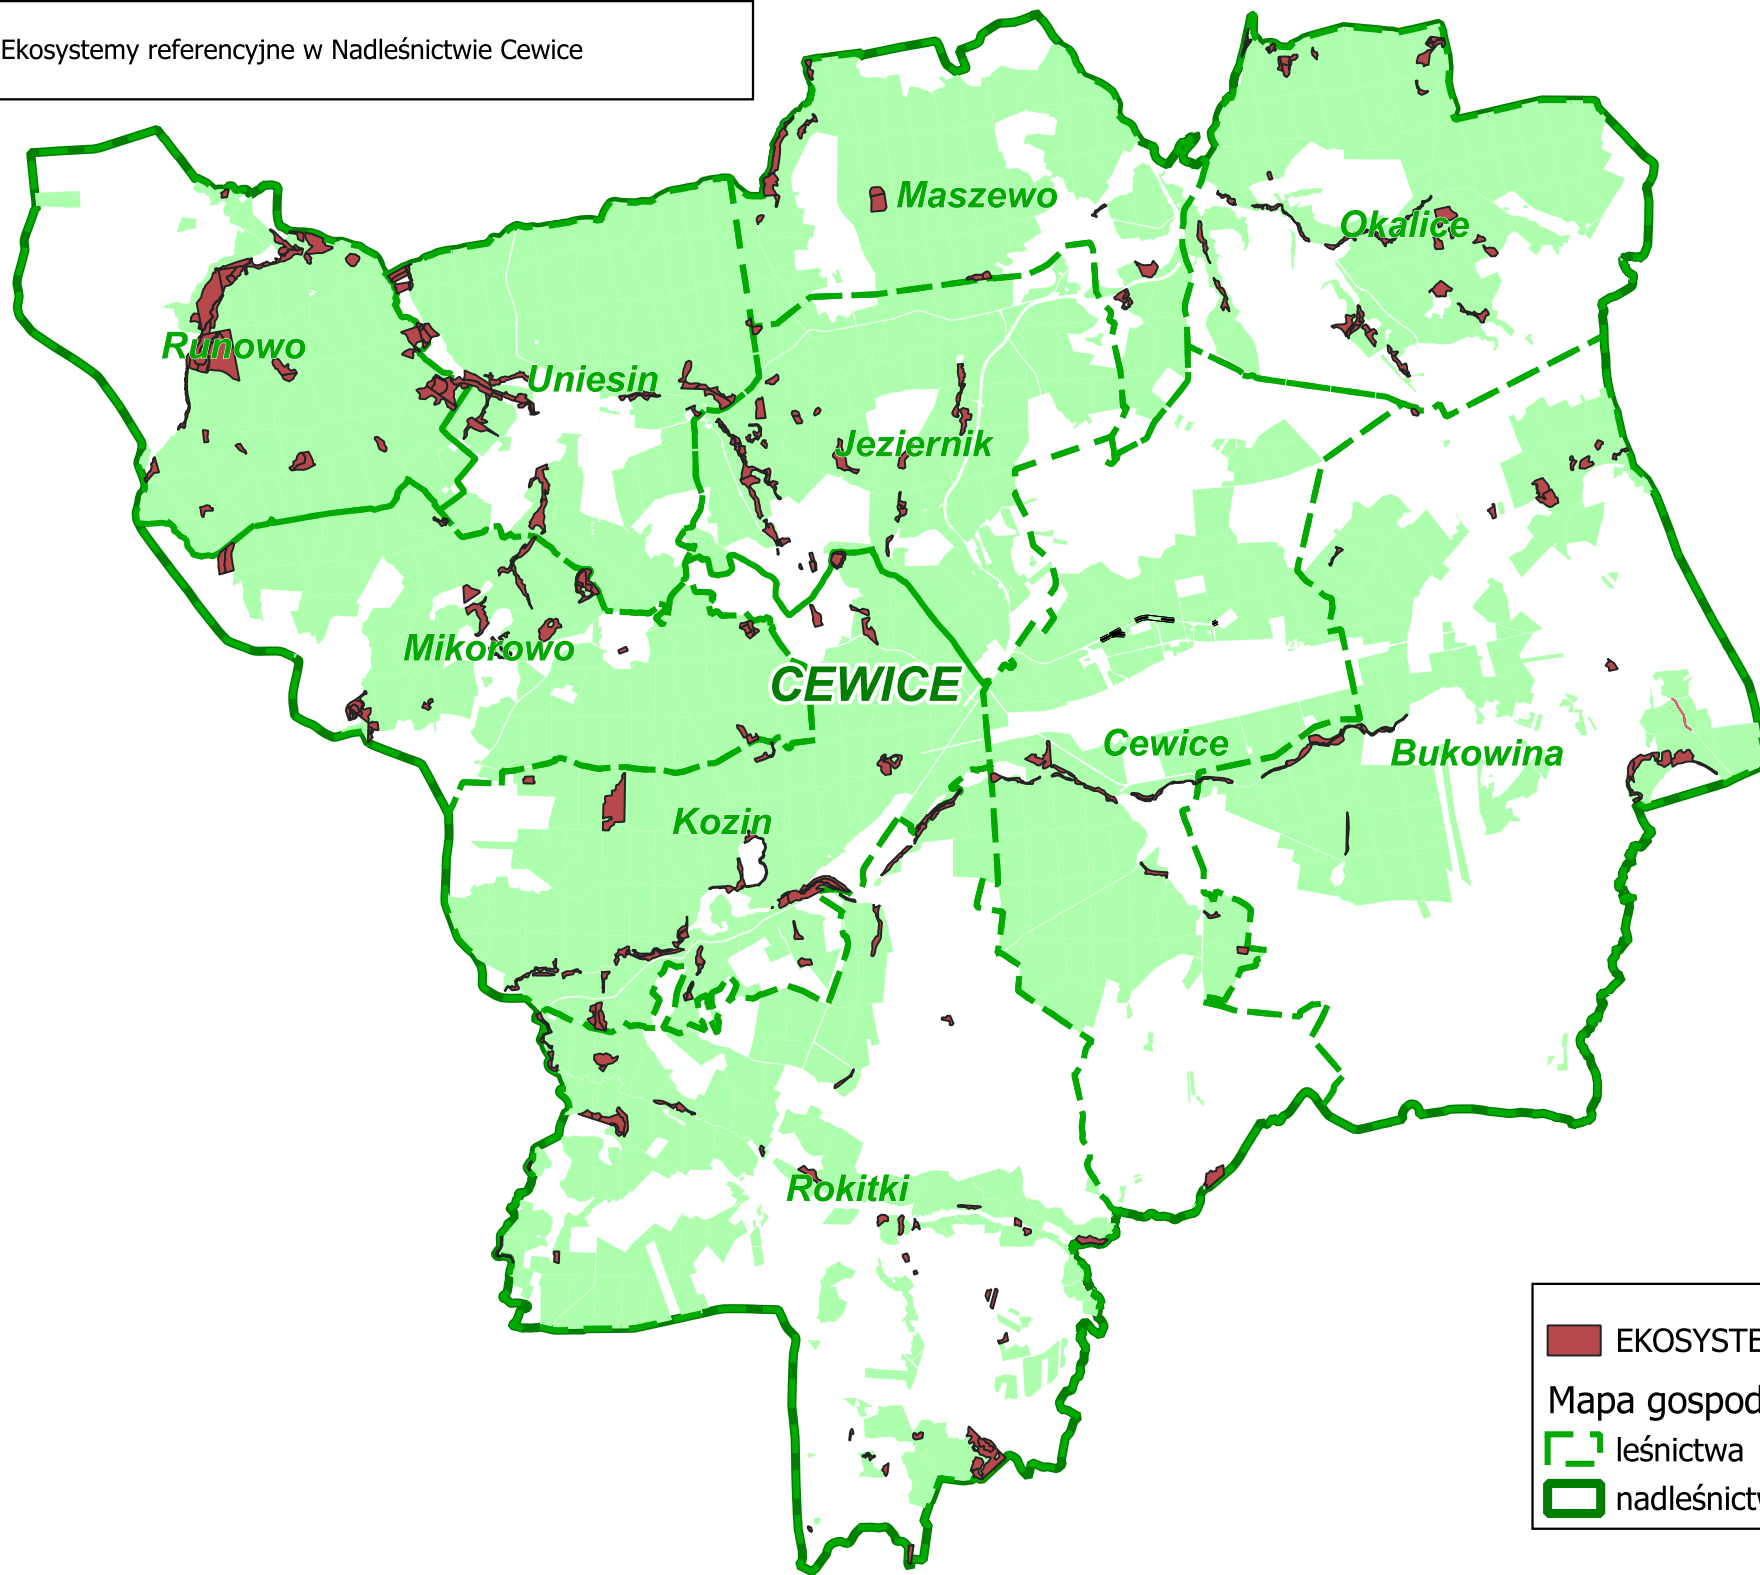 Ekosystemy referencyjne w Nadleśnictwie Cewice
Maszewo
Okalice
Runowo
Uniesin
Jeziernik
Mikorowo
CEWICE
Cewice
Bukowina
Kozin
Rokitki
EKOSYSTE
Mapa gospod
leśnictwa
nadleśnictw